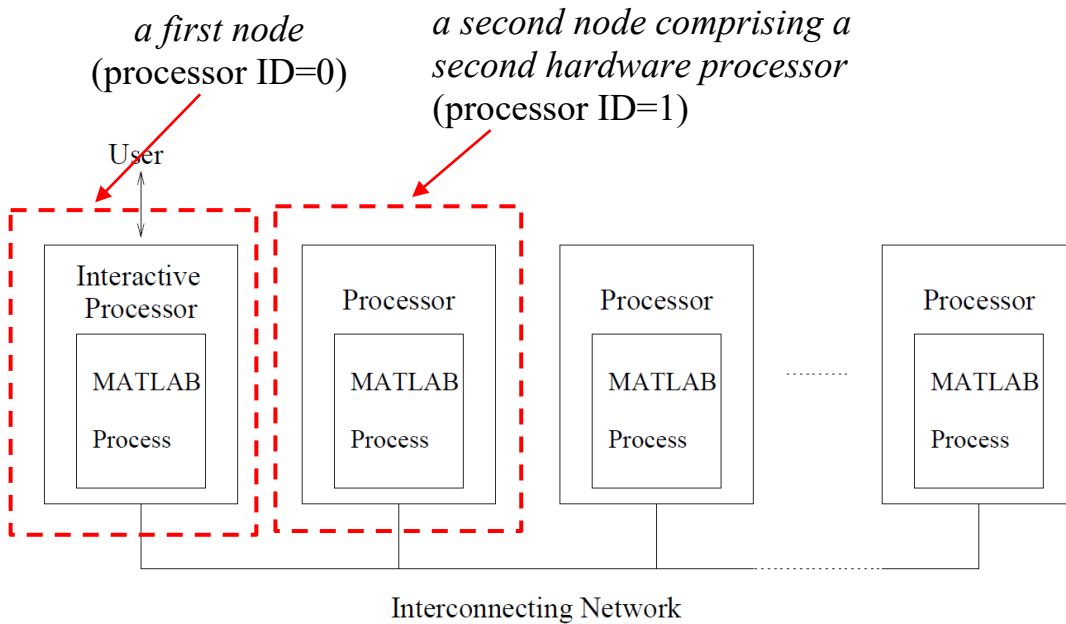 a first node
(processor ID=0)
a second node comprising a
second hardware processor
(processor ID=1)
User
Interactive
Processor
MATLAB
Process
Processor
MATLAB
Process
Processor
MATLAB
Process
Processor
MATLAB
Process
Interconnecting Network